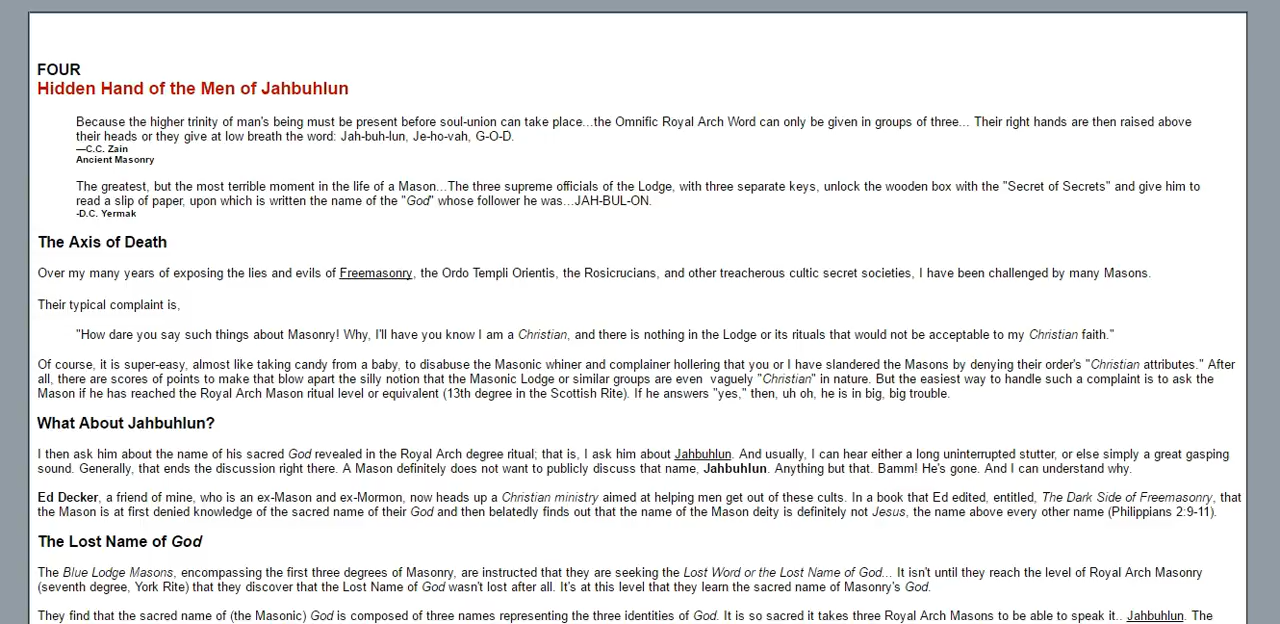 FOUR
Hidden Hand of the Men of Jahbuhlun
Because the higher trinity of man's being must be present before soul-union can take place...the Omnific Royal Arch Word can only be given in groups of three... Their right hands are then raised above
their heads or they give at low breath the word: Jah-buh-lun, Je-ho-vah, G-O-D.
—C.C. Zain
Ancient Masonry
The greatest, but the most terrible moment in the life of a Mason...The three supreme officials of the Lodge, with three separate keys, unlock the wooden box with the "Secret of Secrets" and give him to
read a slip of paper, upon which is written the name of the "God" whose follower he was...JAH-BUL-ON.
-D.C. Yermak
The Axis of Death
Over my many years of exposing the lies and evils of Freemasonry, the Ordo Templi Orientis, the Rosicrucians, and other treacherous cultic secret societies, I have been challenged by many Masons.
Their typical complaint is,
"How dare you say such things about Masonry! Why, I'll have you know I am a Christian, and there is nothing in the Lodge or its rituals that would not be acceptable to my Christian faith."
Of course, it is super-easy, almost like taking candy from a baby, to disabuse the Masonic whiner and complainer hollering that you or I have slandered the Masons by denying their order's "Christian attributes." After
all, there are scores of points to make that blow apart the silly notion that the Masonic Lodge or similar groups are even vaguely "Christian" in nature. But the easiest way to handle such a complaint is to ask the
Mason if he has reached the Royal Arch Mason ritual level or equivalent (13th degree in the Scottish Rite). If he answers "yes," then, uh oh, he is in big, big trouble.
What About Jahbuhlun?
I then ask him about the name of his sacred God revealed in the Royal Arch degree ritual; that is, I ask him about Jahbuhlun. And usually, I can hear either a long uninterrupted stutter, or else simply a great gasping
sound. Generally, that ends the discussion right there. A Mason definitely does not want to publicly discuss that name, Jahbuhlun. Anything but that. Bamm! He's gone. And I can understand why.
Ed Decker, a friend of mine, who is an ex-Mason and ex-Mormon, now heads up a Christian ministry aimed at helping men get out of these cults. In a book that Ed edited, entitled, The Dark Side of Freemasonry, that
the Mason is at first denied knowledge of the sacred name of their God and then belatedly finds out that the name of the Mason deity is definitely not Jesus, the name above every other name (Philippians 2:9-11).
The Lost Name of God
The Blue Lodge Masons, encompassing the first three degrees of Masonry, are instructed that they are seeking the Lost Word or the Lost Name of God... It isn't until they reach the level of Royal Arch Masonry
(seventh degree, York Rite) that they discover that the Lost Name of God wasn't lost after all. It's at this level that they learn the sacred name of Masonry's God.
They find that the sacred name of (the Masonic) God is composed of three names representing the three identities of God. It is so sacred it takes three Royal Arch Masons to be able to speak it.. Jahbuhlun. The